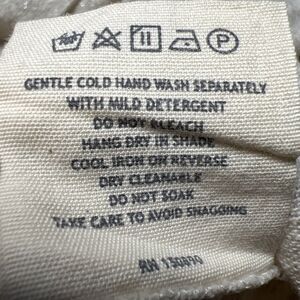 GENTLE COLD HAND WASH SEPARATELY
WITH MILD DETERGENT
DO NOT BLEACH
HANG DRY IN SHADE
COOL IRON ON REVERSE
DRY CLEANABLE
DO NOT SOAK
TAKE CARE TO AVOID SNAGGING
RN